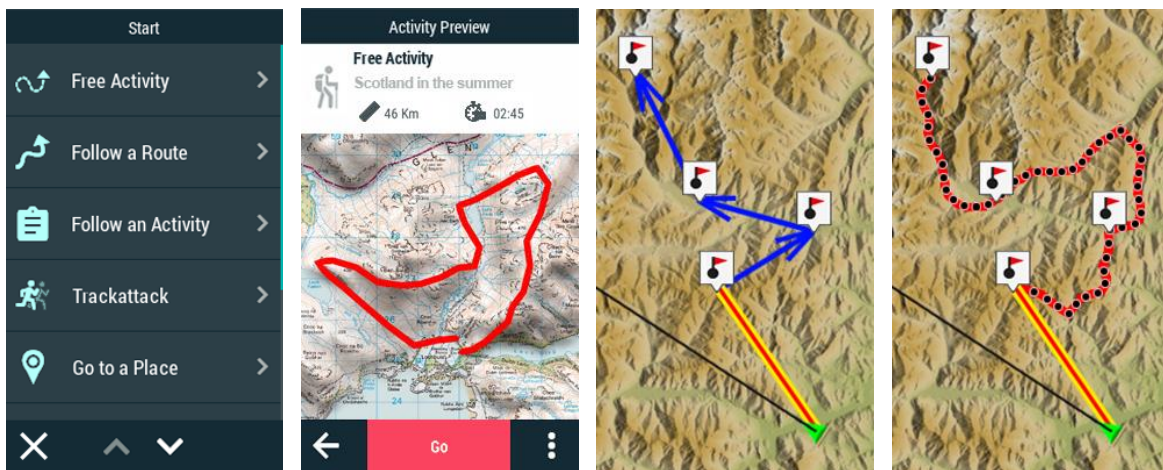 Start
Free Activity
Follow a Route
Follow an Activity
Trackattack
Go to a Place
Activity Preview
Free Activity
Scotland in the summer
46 Km
02:45
G L E N
24
Go